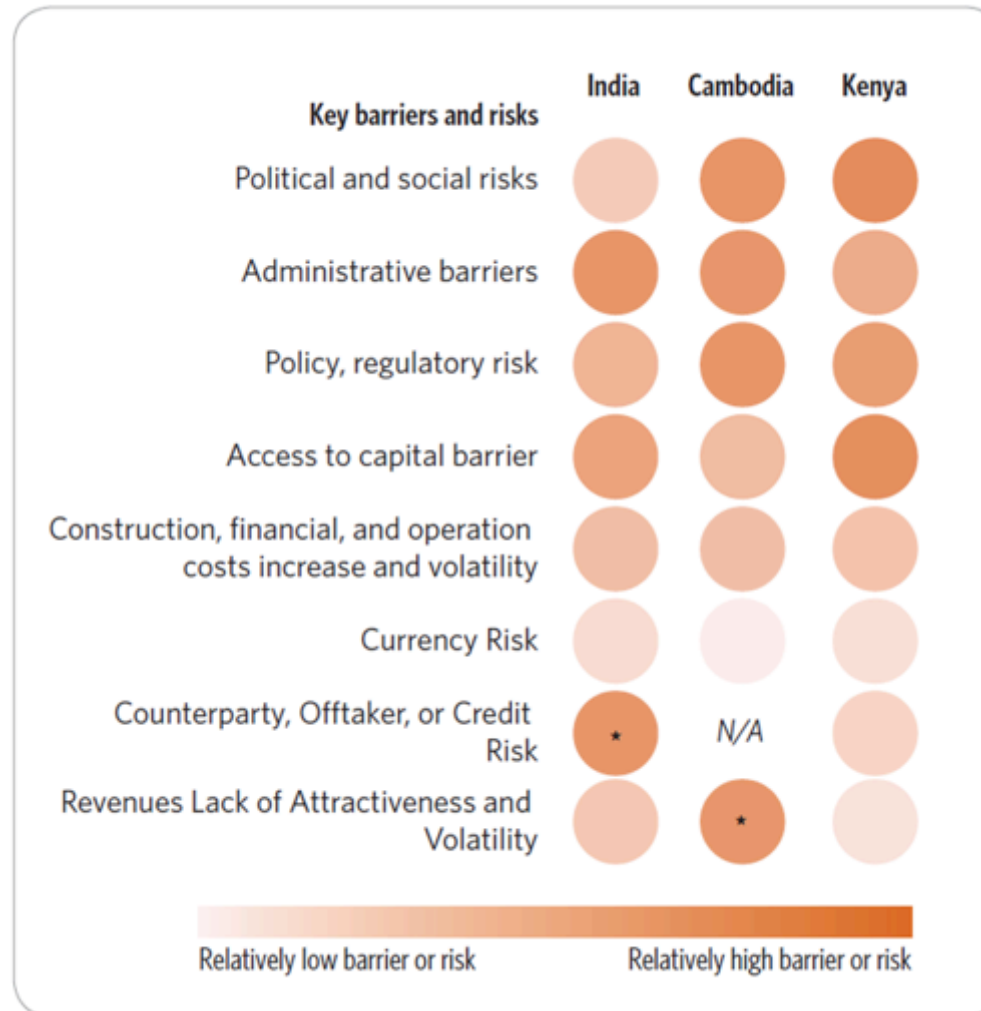 India Cambodia Kenya
Key barriers and risks
Political and social risks
Administrative barriers
Policy, regulatory risk
Access to capital barrier
Construction, financial, and operation
costs increase and volatility
Currency Risk
Counterparty, Offtaker, or Credit
Risk
* N/A
Revenues Lack of Attractiveness and
Volatility
*
Relatively low barrier or risk Relatively high barrier or risk